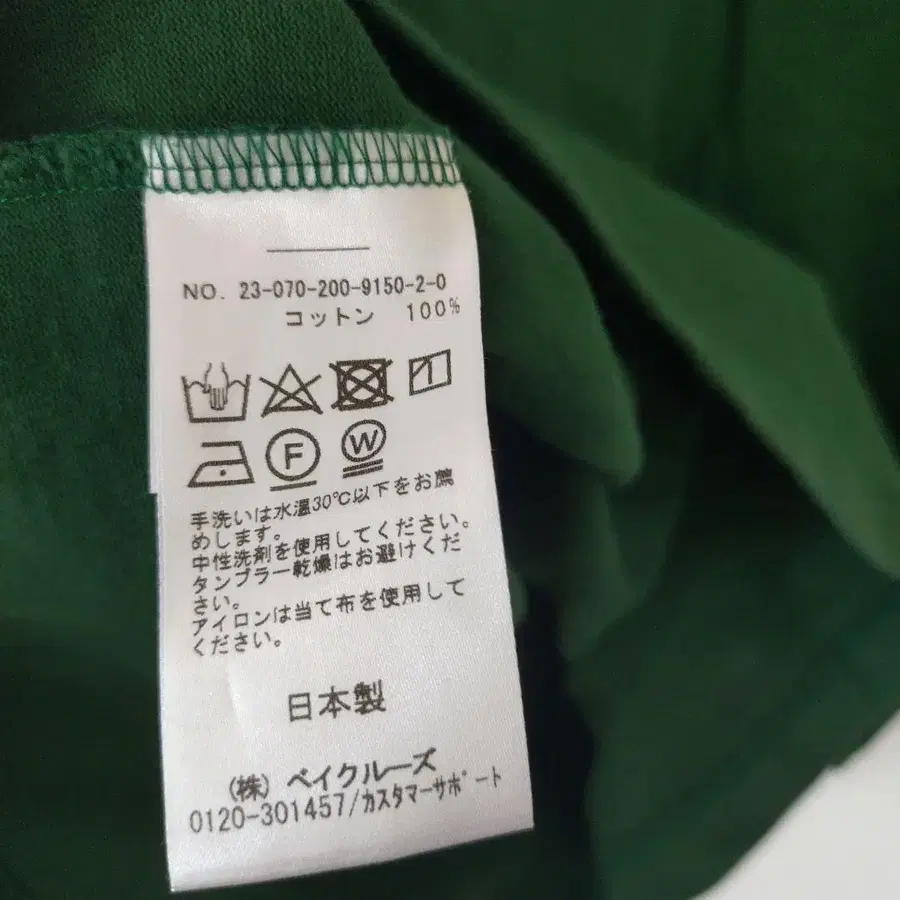 NO. 23-070-200-9150-2-0
コットン 100%
F W
手洗いは水温30℃以下をお薦
めします。
中性洗剤を使用してください。
タンブラー乾燥はお避けくだ
さい。
アイロンは当て布を使用して
ください。
日本製
(株) ベイクルーズ
0120-301457/カスタマーサポート